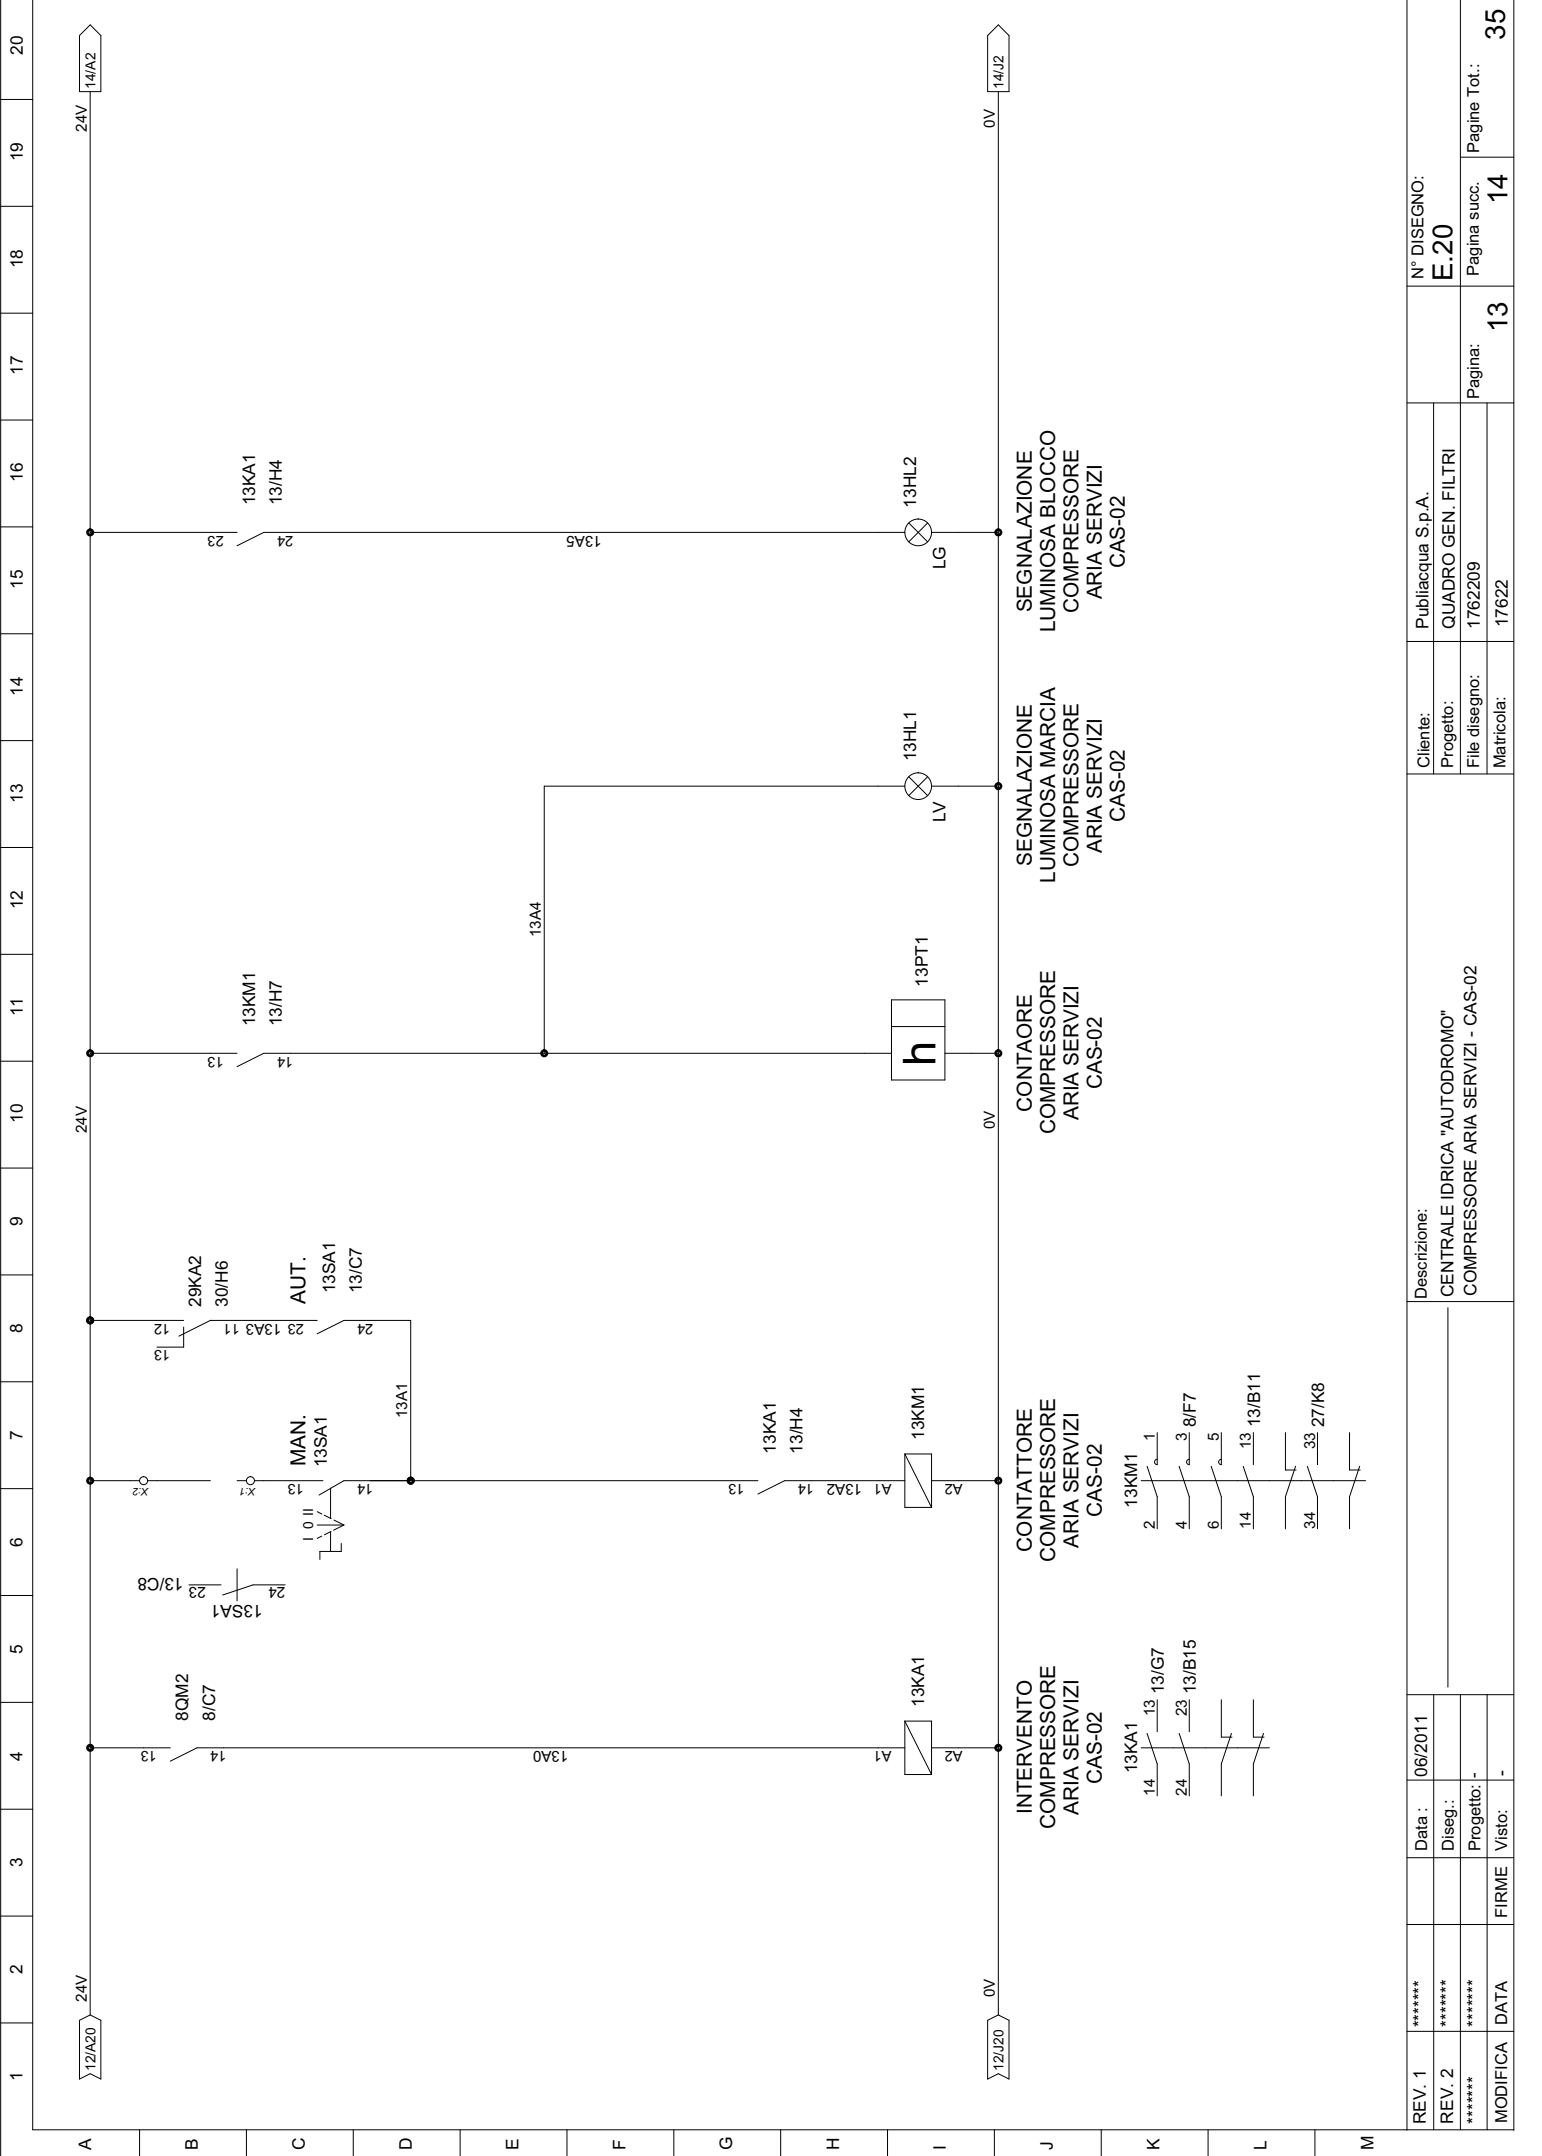 1 2 3 4 5 6 7 8 9 10 11 12 13 14 15 16 17 18 19 20
A
B
C
D
E
F
G
H
I
J
K
L
M
12/A20
24V
24V
24V
14/A2
13
14
8QM2
8/C7
13A0
A1
A2
13KA1
13SA1
13/C8
23
24
X:2
X:1
13
14
MAN.
13SA1
I 0 II
12
13
11
29KA2
30/H6
13A3
23
24
AUT.
13SA1
13/C7
13A1
13
14
13KA1
13/H4
13A2
A1
A2
13KM1
13
14
13KM1
13/H7
13A4
h
13PT1
LV
13HL1
23
24
13KA1
13/H4
13A5
LG
13HL2
12/J20
0V
0V
0V
14/J2
INTERVENTO
COMPRESSORE
ARIA SERVIZI
CAS-02
CONTATTORE
COMPRESSORE
ARIA SERVIZI
CAS-02
CONTAORE
COMPRESSORE
ARIA SERVIZI
CAS-02
SEGNALAZIONE
LUMINOSA MARCIA
COMPRESSORE
ARIA SERVIZI
CAS-02
SEGNALAZIONE
LUMINOSA BLOCCO
COMPRESSORE
ARIA SERVIZI
CAS-02
13KA1
14 13 13/G7
24 23 13/B15
13KM1
2 1
4 3 8/F7
6 5
14 13 13/B11
34 33 27/K8
REV. 1 *******
REV. 2 *******
******* *******
MODIFICA DATA FIRME
Data : 06/2011
Diseg.:
Progetto: -
Visto: -
Descrizione:
CENTRALE IDRICA "AUTODROMO"
COMPRESSORE ARIA SERVIZI - CAS-02
Cliente: Publiacqua S.p.A.
Progetto: QUADRO GEN. FILTRI
File disegno: 1762209
Matricola: 17622
N° DISEGNO:
E.20
Pagina: 13
Pagina succ. 14
Pagine Tot.: 35